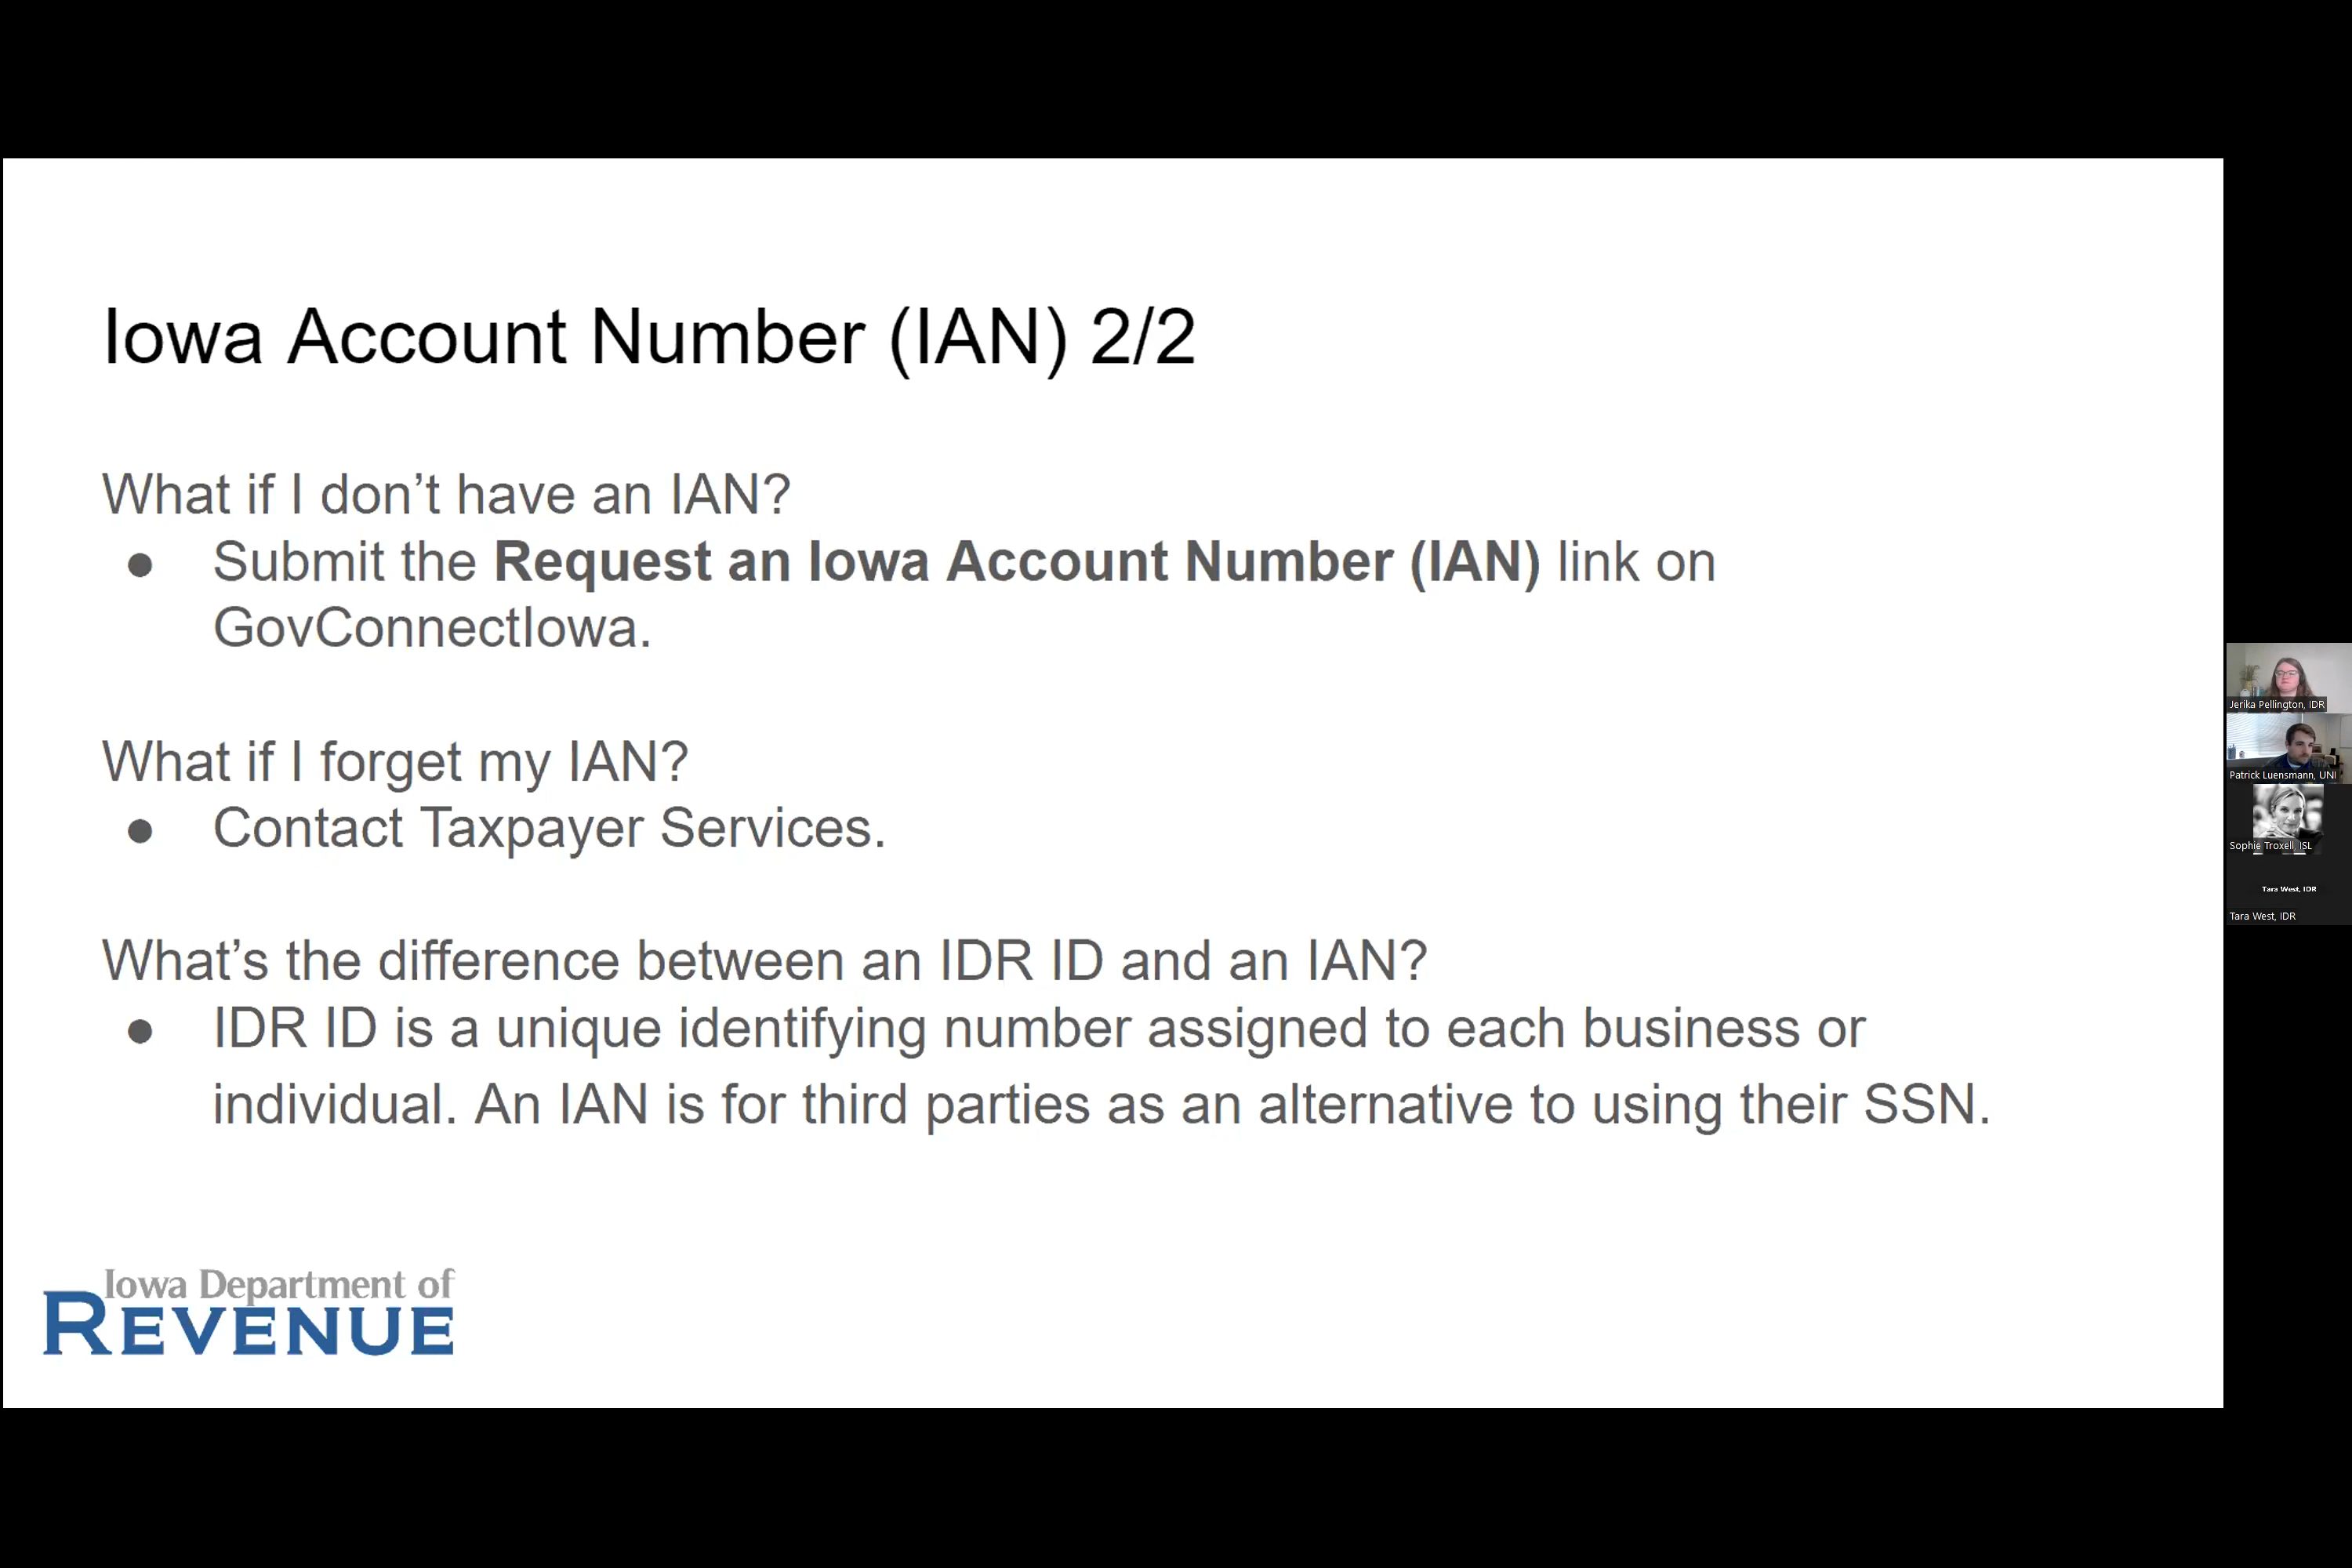 Iowa Account Number (IAN) 2/2
What if I don’t have an IAN?
● Submit the Request an Iowa Account Number (IAN) link on
GovConnectIowa.
What if I forget my IAN?
● Contact Taxpayer Services.
What’s the difference between an IDR ID and an IAN?
● IDR ID is a unique identifying number assigned to each business or
individual. An IAN is for third parties as an alternative to using their SSN.
Iowa Department of
REVENUE
Jerika Pellington, IDR
Patrick Luensmann, UNI
Sophie Troxell, ISL
Tara West, IDR
Tara West, IDR